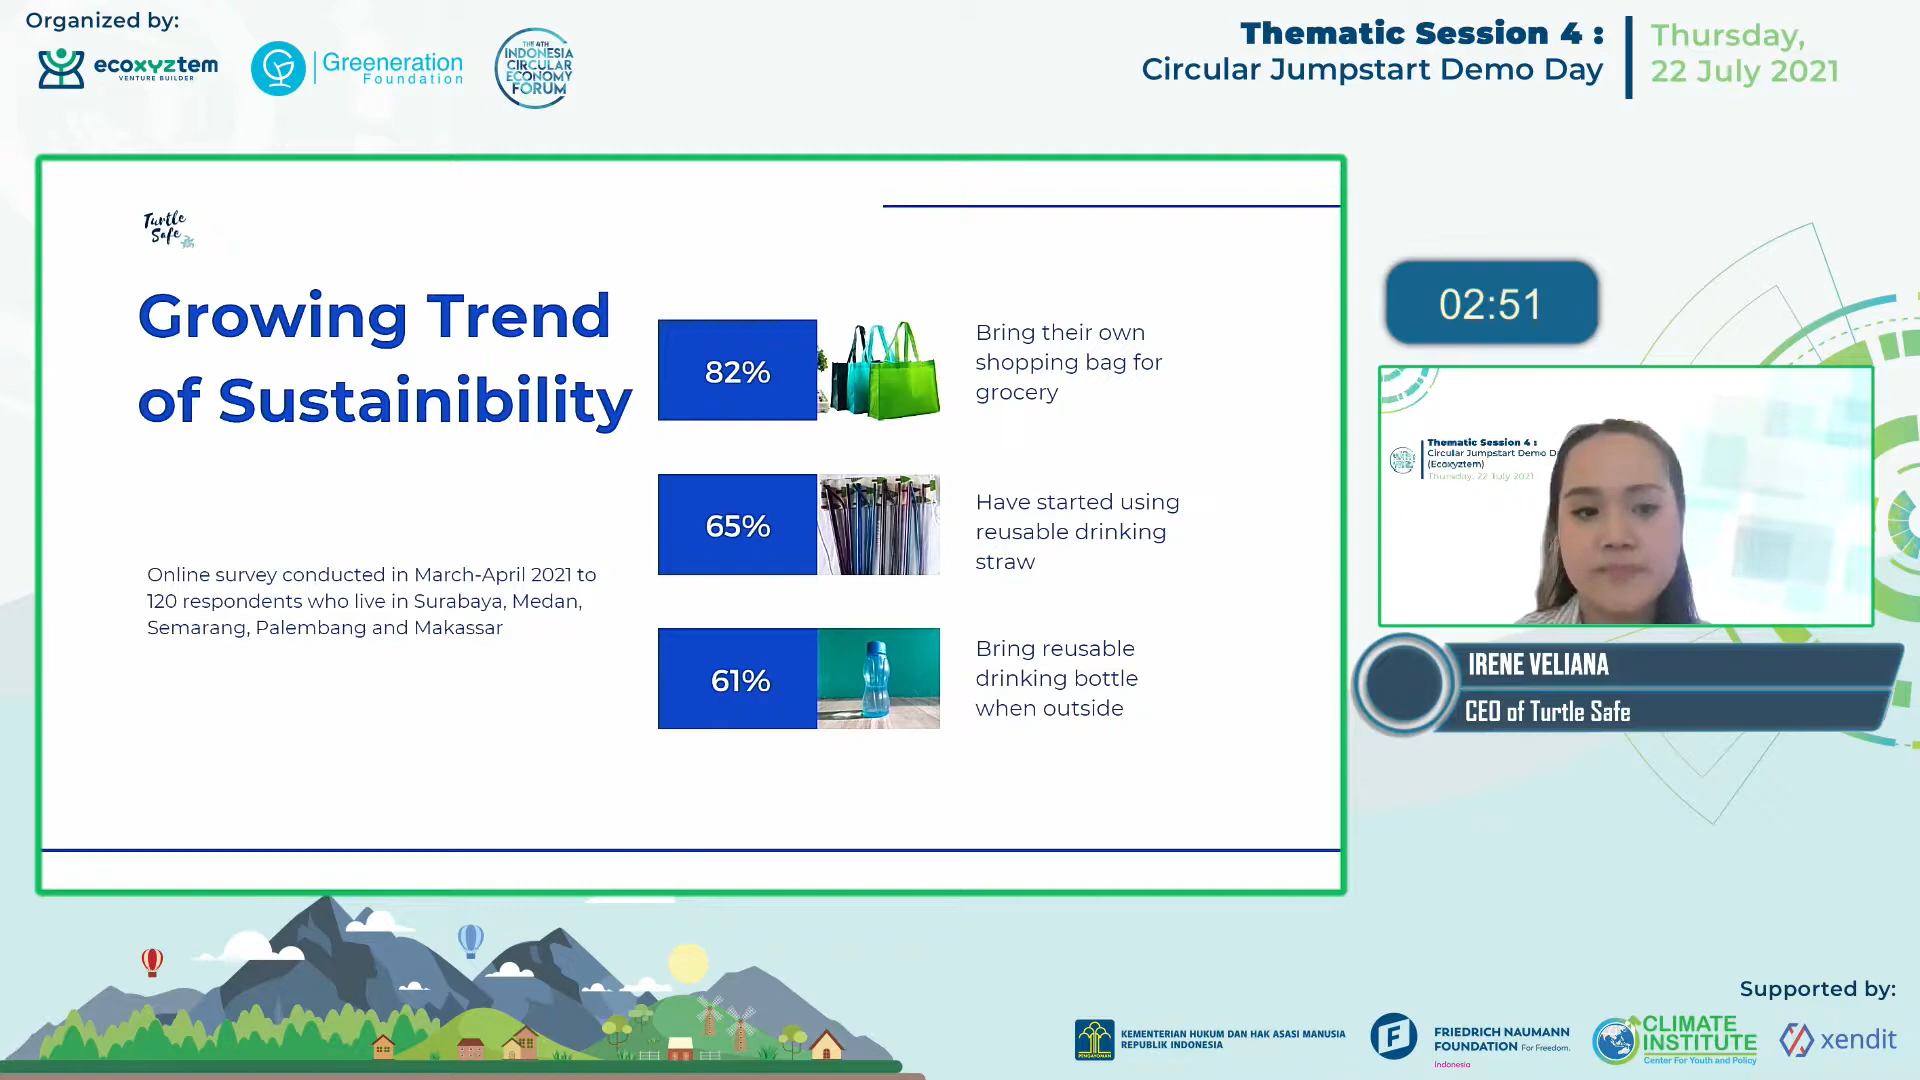 Organized by:
ecoxyztem
VENTURE BUILDER
Greeneration
Foundation
THE 4TH
INDONESIA
CIRCULAR
ECONOMY
FORUM
Thematic Session 4 :
Circular Jumpstart Demo Day
Thursday,
22 July 2021
Turtle
Safe
Growing Trend
of Sustainibility
Online survey conducted in March-April 2021 to
120 respondents who live in Surabaya, Medan,
Semarang, Palembang and Makassar
82%
Bring their own
shopping bag for
grocery
65%
Have started using
reusable drinking
straw
61%
Bring reusable
drinking bottle
when outside
02:51
Thematic Session 4 :
Circular Jumpstart Demo D
(Ecoxyztem)
Thursday, 22 July 2021
IRENE VELIANA
CEO of Turtle Safe
Supported by:
PENGAYOMAN
KEMENTERIAN HUKUM DAN HAK ASASI MANUSIA
REPUBLIK INDONESIA
F
FRIEDRICH NAUMANN
FOUNDATION For Freedom.
Indonesia
CLIMATE
INSTITUTE
Center For Youth and Policy
xendit